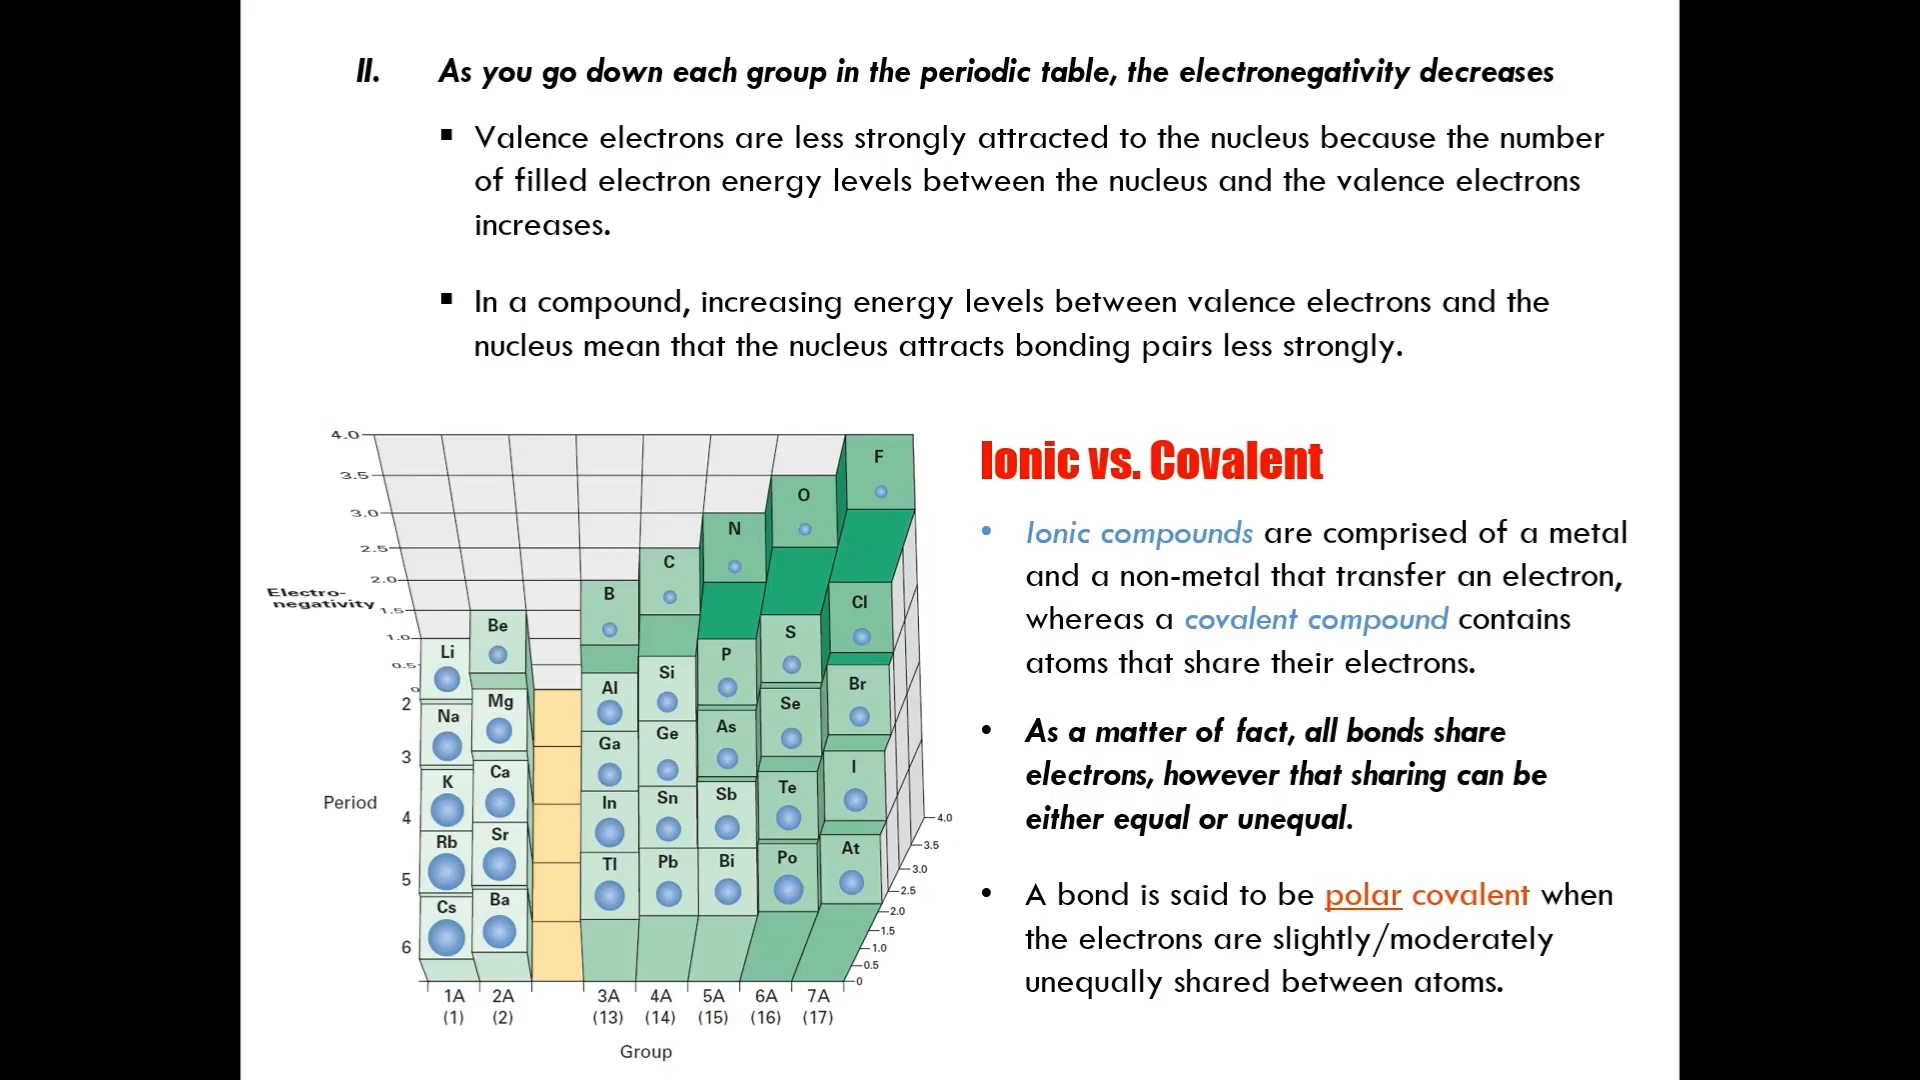 II. As you go down each group in the periodic table, the electronegativity decreases
▪ Valence electrons are less strongly attracted to the nucleus because the number
of filled electron energy levels between the nucleus and the valence electrons
increases.
▪ In a compound, increasing energy levels between valence electrons and the
nucleus mean that the nucleus attracts bonding pairs less strongly.
4.0
3.5
3.0
2.5
2.0
1.5
1.0
0.5
0
Electro-
negativity
F
O
N
C
B
Be
Li
Cl
S
P
Si
Al
Mg
Na
Br
Se
As
Ge
Ga
Ca
K
I
Te
Sb
Sn
In
Sr
Rb
At
Po
Bi
Pb
Tl
Ba
Cs
Period
2
3
4
5
6
4.0
3.5
3.0
2.5
2.0
1.5
1.0
0.5
0
1A 2A 3A 4A 5A 6A 7A
(1) (2) (13) (14) (15) (16) (17)
Group
Ionic vs. Covalent
• Ionic compounds are comprised of a metal
and a non-metal that transfer an electron,
whereas a covalent compound contains
atoms that share their electrons.
• As a matter of fact, all bonds share
electrons, however that sharing can be
either equal or unequal.
• A bond is said to be polar covalent when
the electrons are slightly/moderately
unequally shared between atoms.